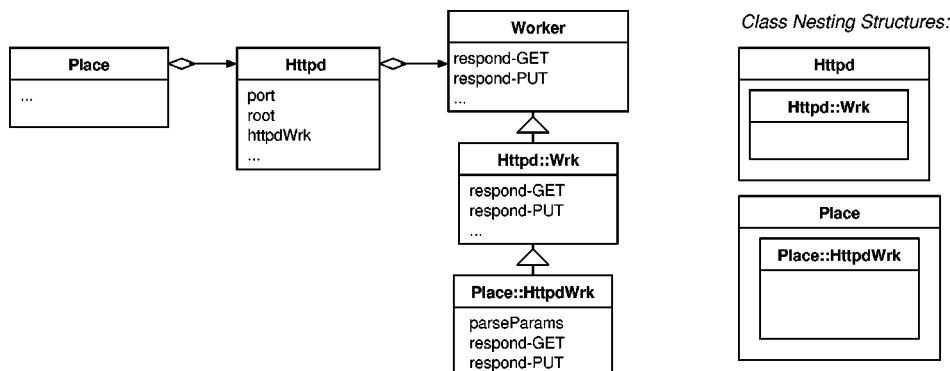 Place
...
Httpd
port
root
httpdWrk
...
Worker
respond-GET
respond-PUT
...
Httpd::Wrk
respond-GET
respond-PUT
...
Place::HttpdWrk
parseParams
respond-GET
respond-PUT
Class Nesting Structures:
Httpd
Httpd::Wrk
Place
Place::HttpdWrk